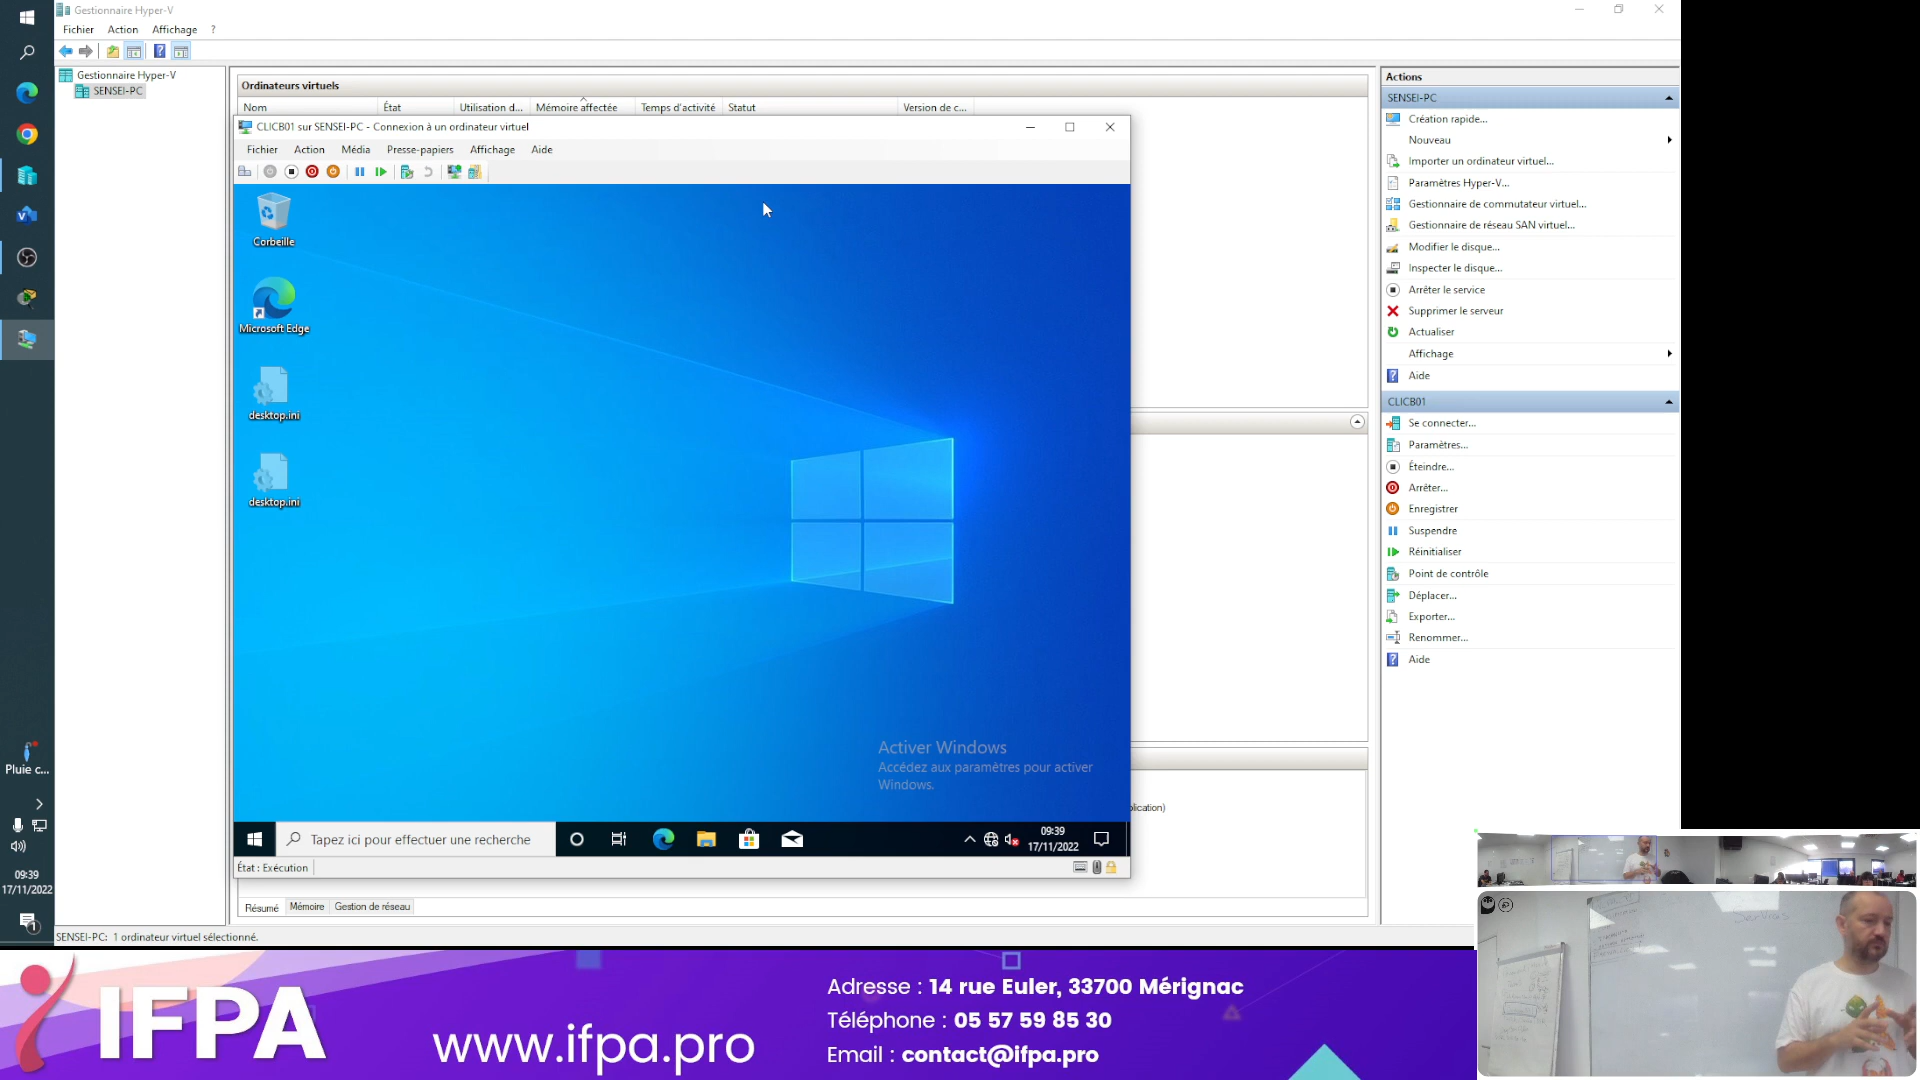 Gestionnaire Hyper-V
Fichier Action Affichage ?
Gestionnaire Hyper-V
SENSEI-PC
Ordinateurs virtuels
Nom État Utilisation d... Mémoire affectée Temps d'activité Statut Version de c...
CLICB01 sur SENSEI-PC - Connexion à un ordinateur virtuel
Fichier Action Média Presse-papiers Affichage Aide
Corbeille
Microsoft Edge
desktop.ini
desktop.ini
Activer Windows
Accédez aux paramètres pour activer
Windows.
Tapez ici pour effectuer une recherche
09:39
17/11/2022
État : Exécution
plication)
Résumé Mémoire Gestion de réseau
SENSEI-PC: 1 ordinateur virtuel sélectionné.
Actions
SENSEI-PC
Création rapide...
Nouveau
Importer un ordinateur virtuel...
Paramètres Hyper-V...
Gestionnaire de commutateur virtuel...
Gestionnaire de réseau SAN virtuel...
Modifier le disque...
Inspecter le disque...
Arrêter le service
Supprimer le serveur
Actualiser
Affichage
Aide
CLICB01
Se connecter...
Paramètres...
Éteindre...
Arrêter...
Enregistrer
Suspendre
Réinitialiser
Point de contrôle
Déplacer...
Exporter...
Renommer...
Aide
Pluie c...
09:39
17/11/2022
1
IFPA
www.ifpa.pro
Adresse : 14 rue Euler, 33700 Mérignac
Téléphone : 05 57 59 85 30
Email : contact@ifpa.pro